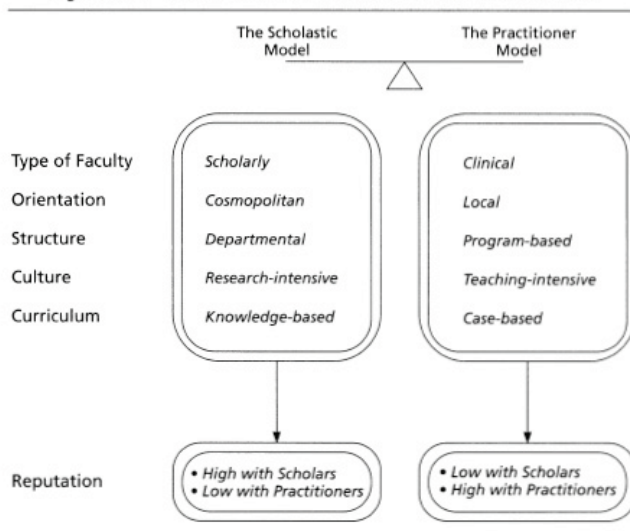 The Scholastic Model
The Practitioner Model
Type of Faculty Scholarly Clinical
Orientation Cosmopolitan Local
Structure Departmental Program-based
Culture Research-intensive Teaching-intensive
Curriculum Knowledge-based Case-based
Reputation
• High with Scholars
• Low with Practitioners
• Low with Scholars
• High with Practitioners